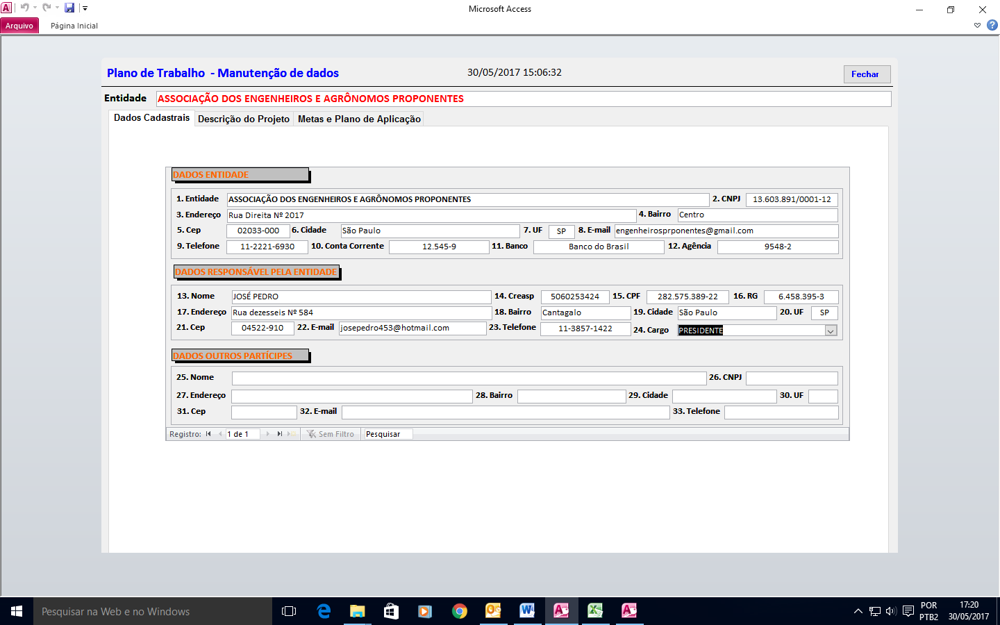 Microsoft Access
Arquivo Página Inicial
Plano de Trabalho - Manutenção de dados 30/05/2017 15:06:32 Fechar
Entidade ASSOCIAÇÃO DOS ENGENHEIROS E AGRÔNOMOS PROPONENTES
Dados Cadastrais Descrição do Projeto Metas e Plano de Aplicação
DADOS ENTIDADE
1. Entidade ASSOCIAÇÃO DOS ENGENHEIROS E AGRÔNOMOS PROPONENTES 2. CNPJ 13.603.891/0001-12
3. Endereço Rua Direita Nº 2017 4. Bairro Centro
5. Cep 02033-000 6. Cidade São Paulo 7. UF SP 8. E-mail engenheirosprponentes@gmail.com
9. Telefone 11-2221-6930 10. Conta Corrente 12.545-9 11. Banco Banco do Brasil 12. Agência 9548-2
DADOS RESPONSÁVEL PELA ENTIDADE
13. Nome JOSÉ PEDRO 14. Creasp 5060253424 15. CPF 282.575.389-22 16. RG 6.458.395-3
17. Endereço Rua dezesseis Nº 584 18. Bairro Cantagalo 19. Cidade São Paulo 20. UF SP
21. Cep 04522-910 22. E-mail josepedro453@hotmail.com 23. Telefone 11-3857-1422 24. Cargo PRESIDENTE
DADOS OUTROS PARTÍCIPES
25. Nome 26. CNPJ
27. Endereço 28. Bairro 29. Cidade 30. UF
31. Cep 32. E-mail 33. Telefone
Registro: 1 de 1 Sem Filtro Pesquisar
Pesquisar na Web e no Windows
POR 17:20
PTB2 30/05/2017